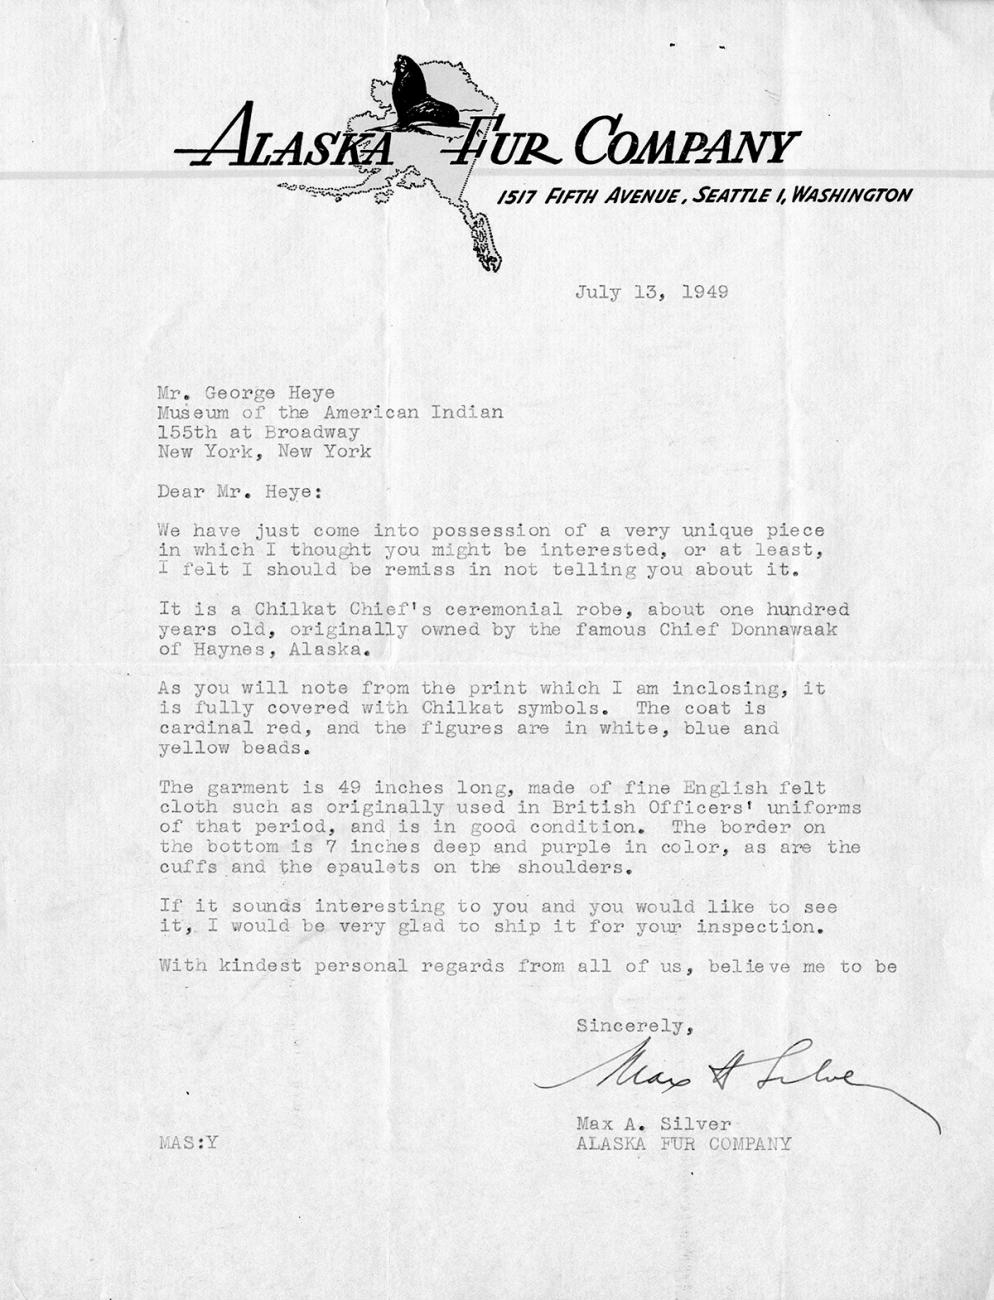 ALASKA FUR COMPANY
1517 FIFTH AVENUE, SEATTLE 1, WASHINGTON
July 13, 1949
Mr. George Heye
Museum of the American Indian
155th at Broadway
New York, New York
Dear Mr. Heye:
We have just come into possession of a very unique piece
in which I thought you might be interested, or at least,
I felt I should be remiss in not telling you about it.
It is a Chilkat Chief's ceremonial robe, about one hundred
years old, originally owned by the famous Chief Donnawaak
of Haynes, Alaska.
As you will note from the print which I am inclosing, it
is fully covered with Chilkat symbols.  The coat is
cardinal red, and the figures are in white, blue and
yellow beads.
The garment is 49 inches long, made of fine English felt
cloth such as originally used in British Officers' uniforms
of that period, and is in good condition.  The border on
the bottom is 7 inches deep and purple in color, as are the
cuffs and the epaulets on the shoulders.
If it sounds interesting to you and you would like to see
it, I would be very glad to ship it for your inspection.
With kindest personal regards from all of us, believe me to be
Sincerely,
Max A Silver
Max A. Silver
MAS:Y ALASKA FUR COMPANY